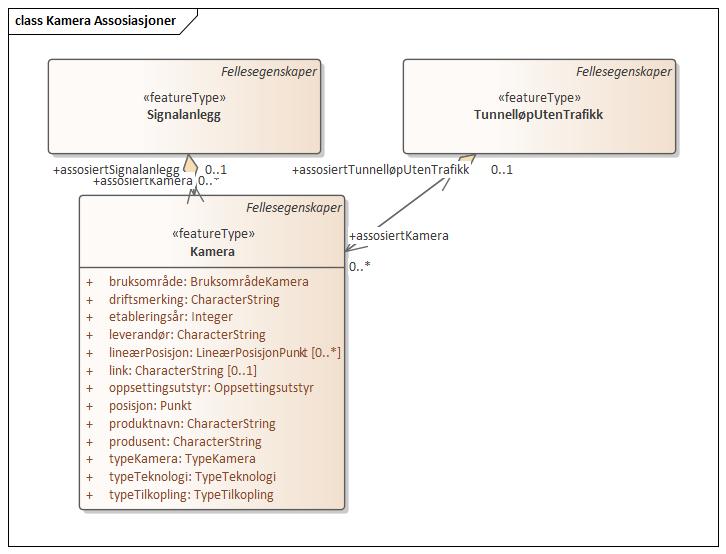 class Kamera Assosiasjoner
Fellesegenskaper
«featureType»
Signalanlegg
Fellesegenskaper
«featureType»
TunnelløpUtenTrafikk
+assosiertSignalanlegg 0..1
+assosiertKamera 0..*
+assosiertTunnelløpUtenTrafikk 0..1
Fellesegenskaper
«featureType»
Kamera
+assosiertKamera
0..*
+ bruksområde: BruksområdeKamera
+ driftsmerking: CharacterString
+ etableringsår: Integer
+ leverandør: CharacterString
+ lineærPosisjon: LineærPosisjonPunkt [0..*]
+ link: CharacterString [0..1]
+ oppsettingsutstyr: Oppsettingsutstyr
+ posisjon: Punkt
+ produktnavn: CharacterString
+ produsent: CharacterString
+ typeKamera: TypeKamera
+ typeTeknologi: TypeTeknologi
+ typeTilkopling: TypeTilkopling